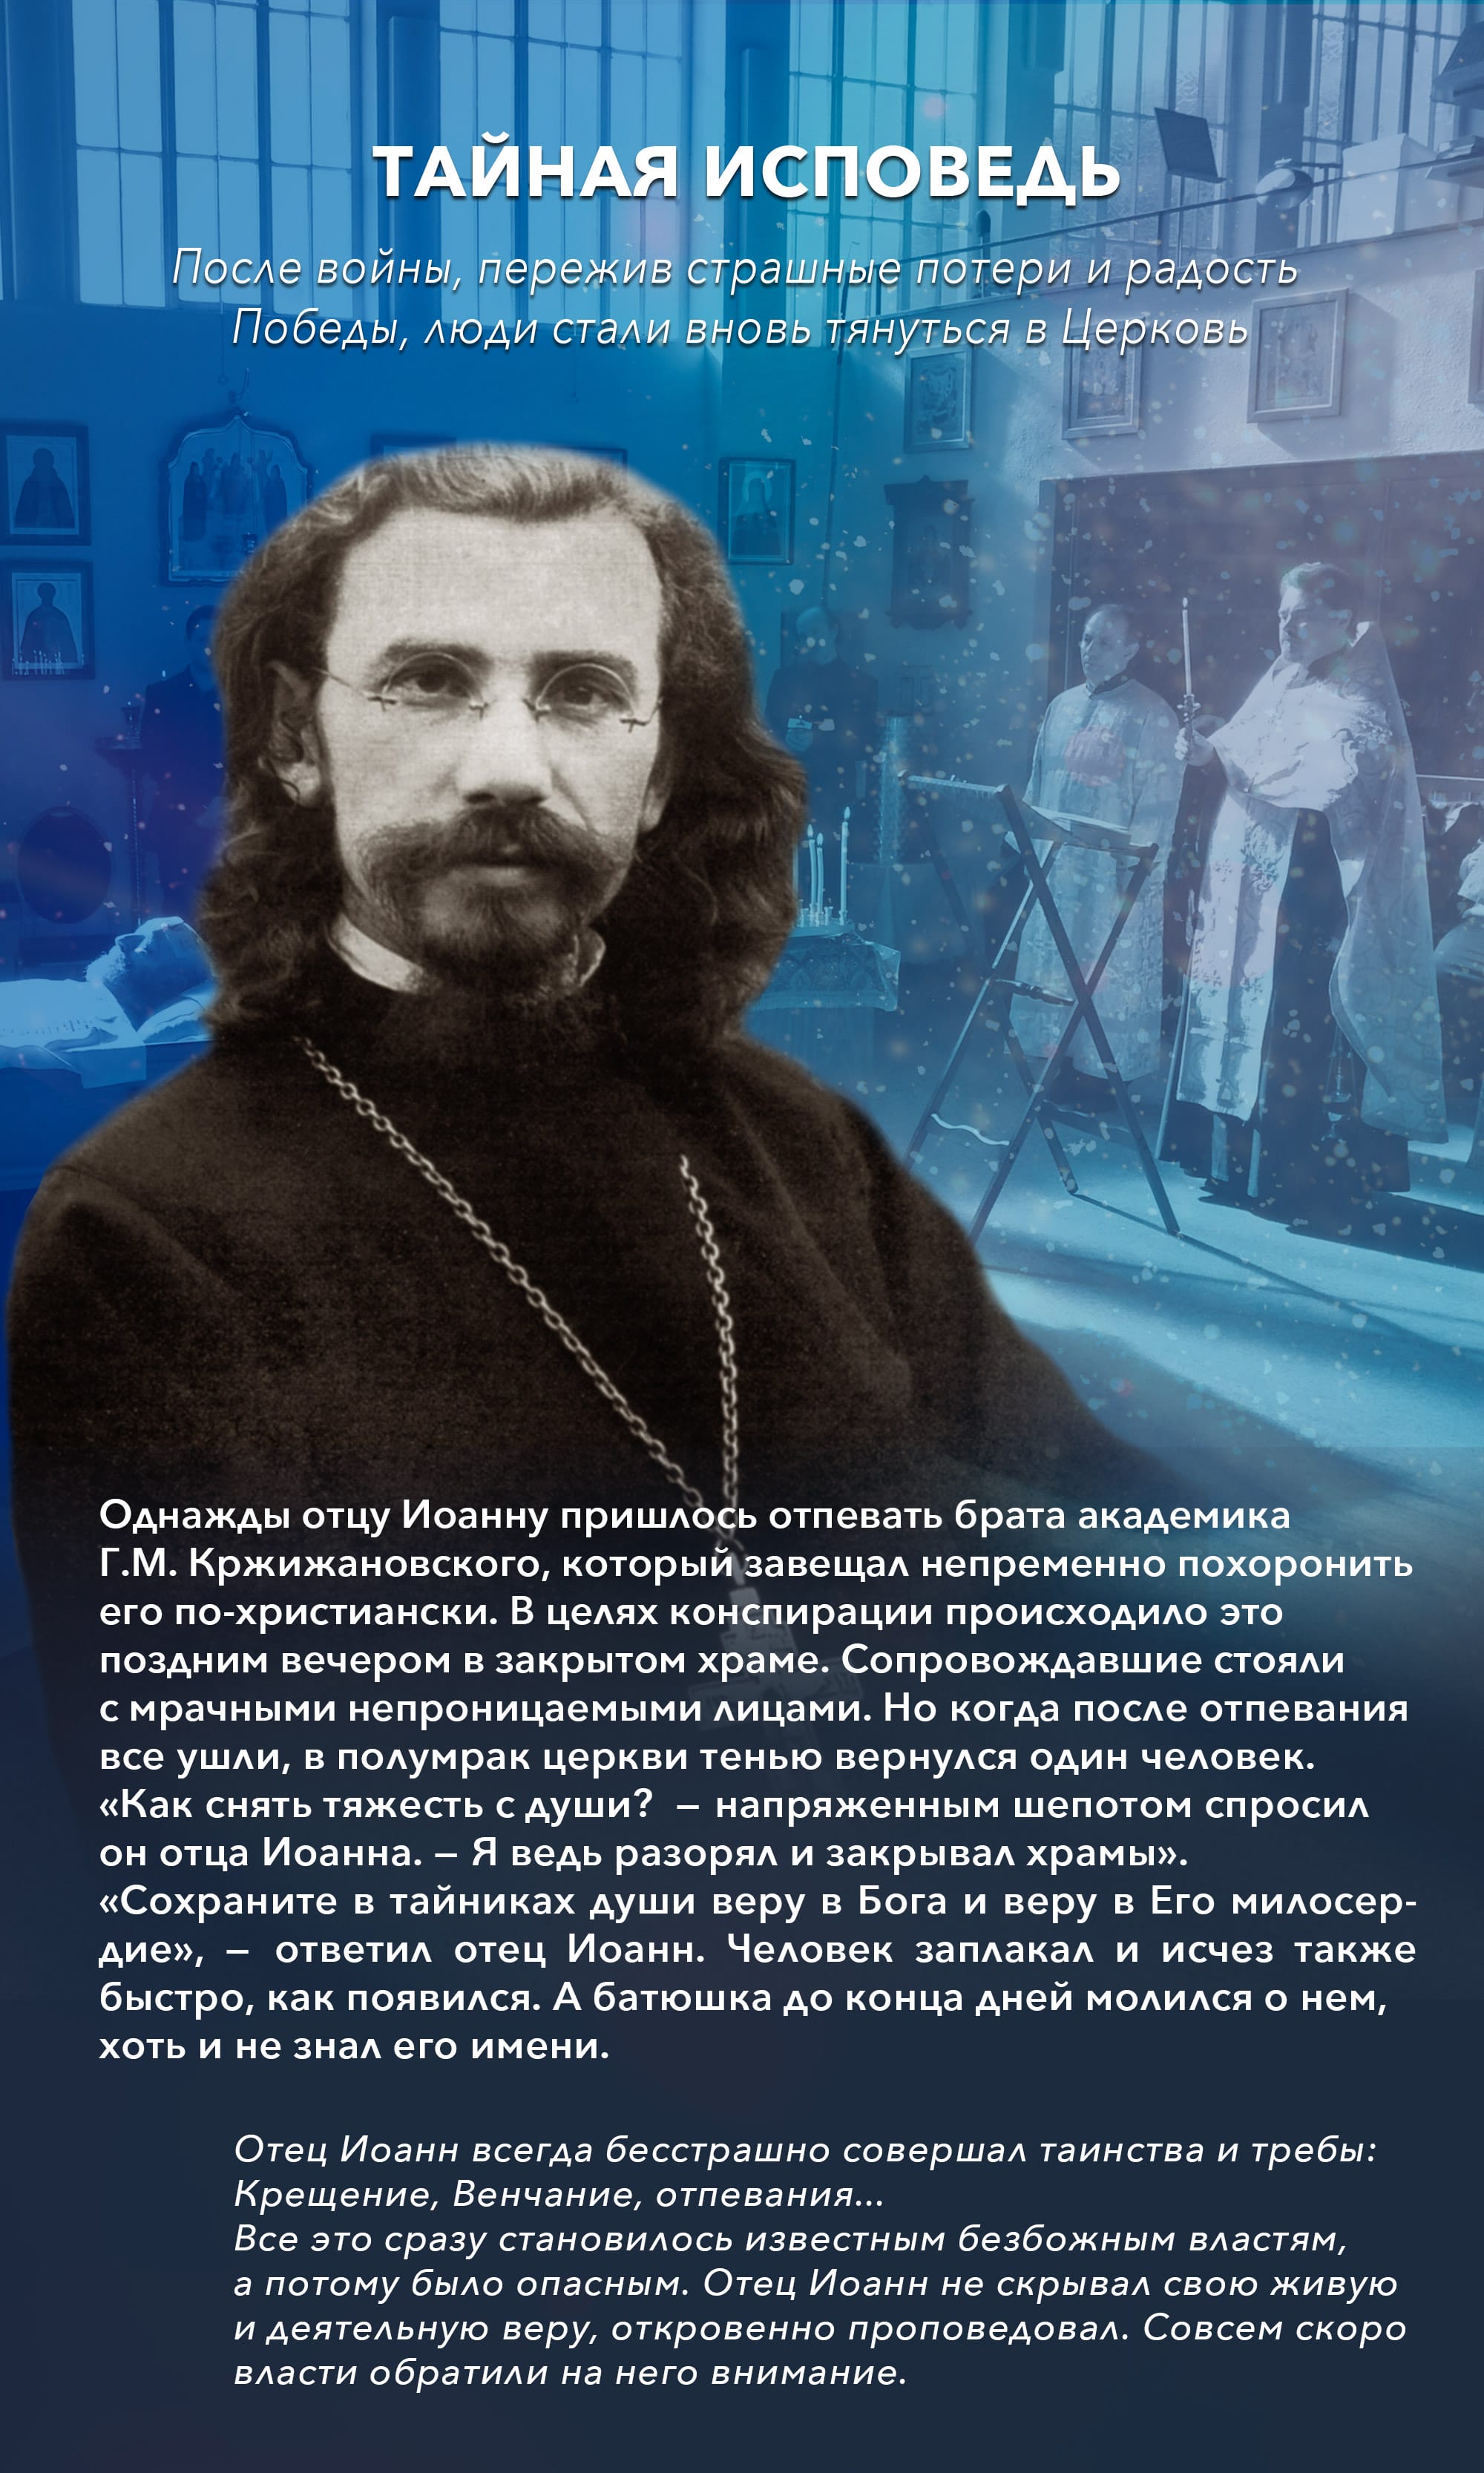 ТАЙНАЯ ИСПОВЕДЬ
После войны, пережив страшные потери и радость
Победы, люди стали вновь тянуться в Церковь
Однажды отцу Иоанну пришлось отпевать брата академика
Г.М. Кржижановского, который завещал непременно похоронить
его по-христиански. В целях конспирации происходило это
поздним вечером в закрытом храме. Сопровождавшие стояли
с мрачными непроницаемыми лицами. Но когда после отпевания
все ушли, в полумрак церкви тенью вернулся один человек.
«Как снять тяжесть с души?  – напряженным шепотом спросил
он отца Иоанна. – Я ведь разорял и закрывал храмы».
«Сохраните в тайниках души веру в Бога и веру в Его милосер-
дие», – ответил отец Иоанн. Человек заплакал и исчез также
быстро, как появился. А батюшка до конца дней молился о нем,
хоть и не знал его имени.
Отец Иоанн всегда бесстрашно совершал таинства и требы:
Крещение, Венчание, отпевания...
Все это сразу становилось известным безбожным властям,
а потому было опасным. Отец Иоанн не скрывал свою живую
и деятельную веру, откровенно проповедовал. Совсем скоро
власти обратили на него внимание.